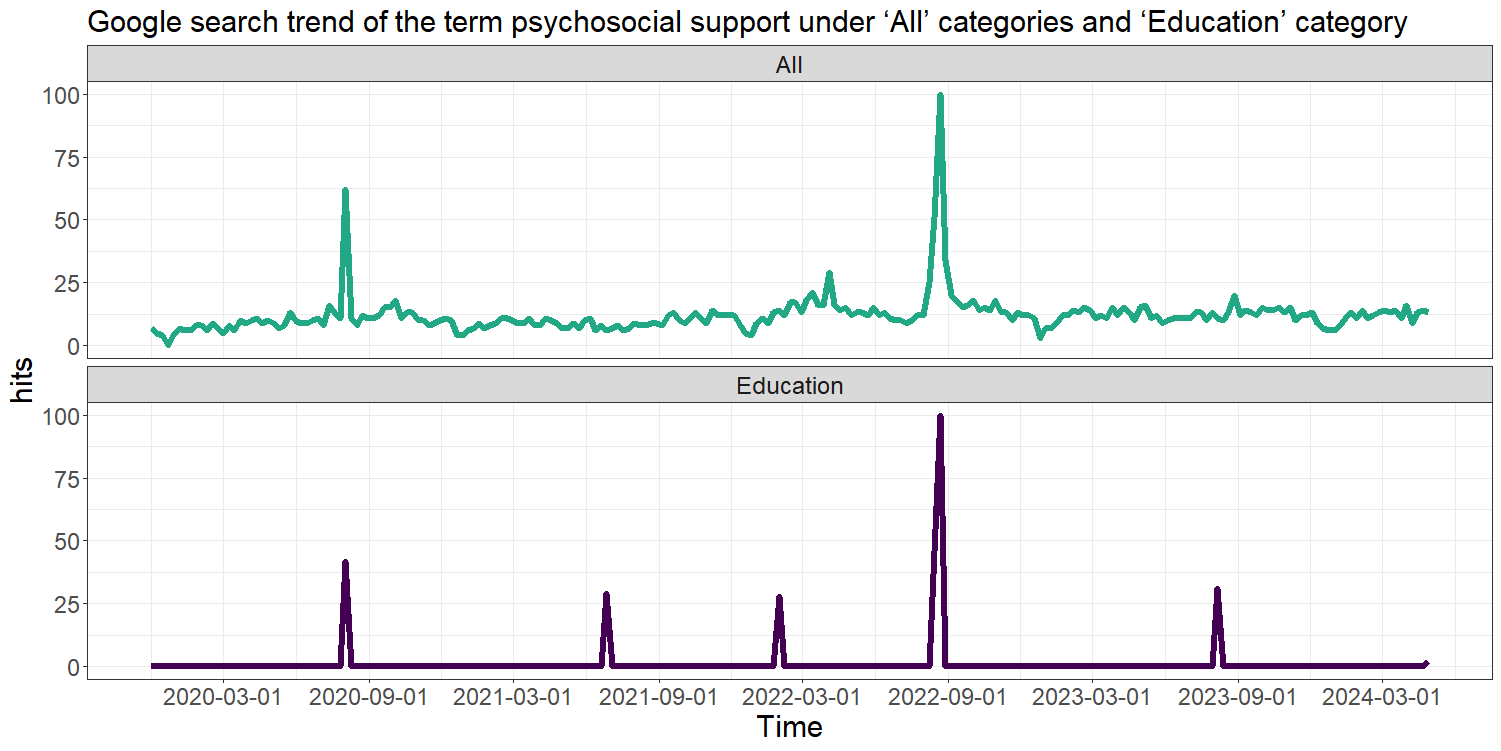 Google search trend of the term psychosocial support under ‘All’ categories and ‘Education’ category
All
100
75
50
25
0
hits
Education
100
75
50
25
0
2020-03-01 2020-09-01 2021-03-01 2021-09-01 2022-03-01 2022-09-01 2023-03-01 2023-09-01 2024-03-01
Time